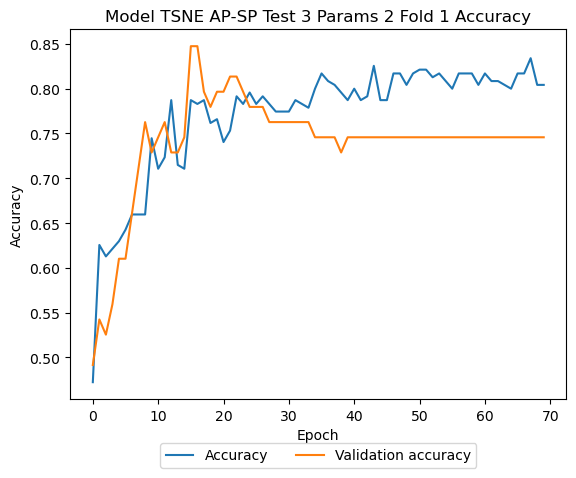 Model TSNE AP-SP Test 3 Params 2 Fold 1 Accuracy
0.85
0.80
0.75
0.70
0.65
0.60
0.55
0.50
Accuracy
0 10 20 30 40 50 60 70
Epoch
Accuracy Validation accuracy